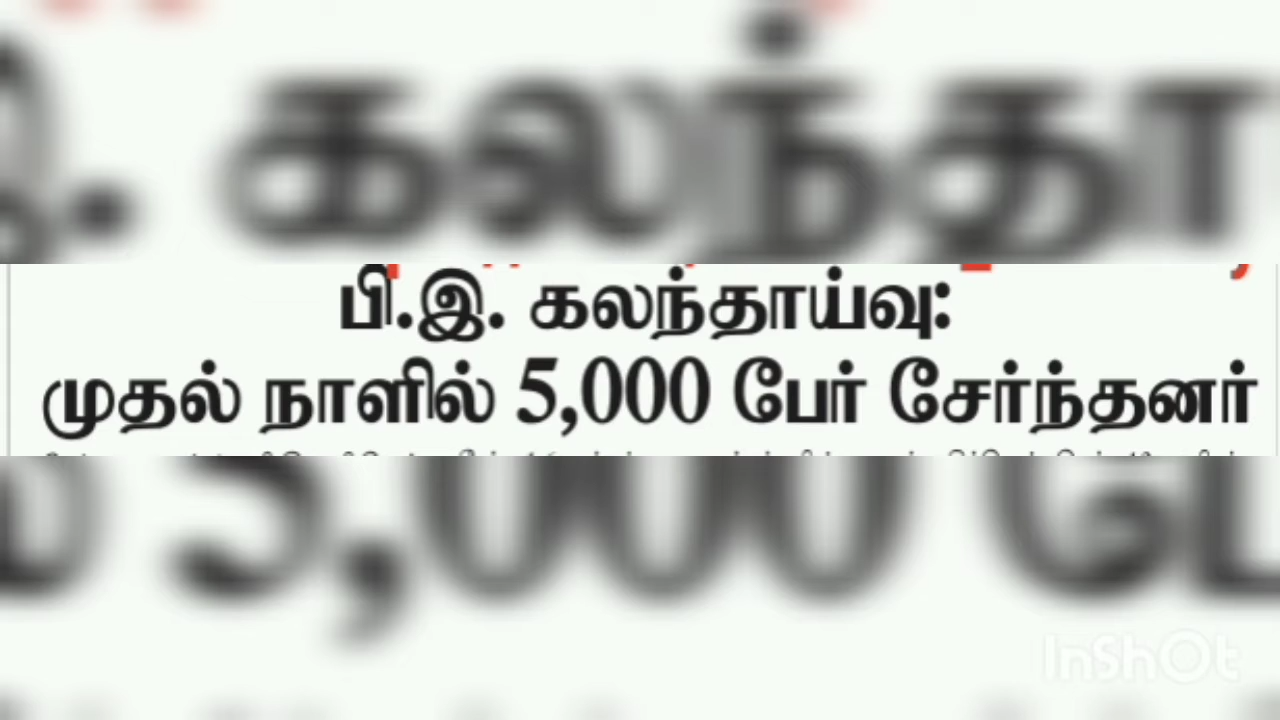 பி.இ. கலந்தாய்வு:
முதல் நாளில் 5,000 பேர் சேர்ந்தனர்
InShOt